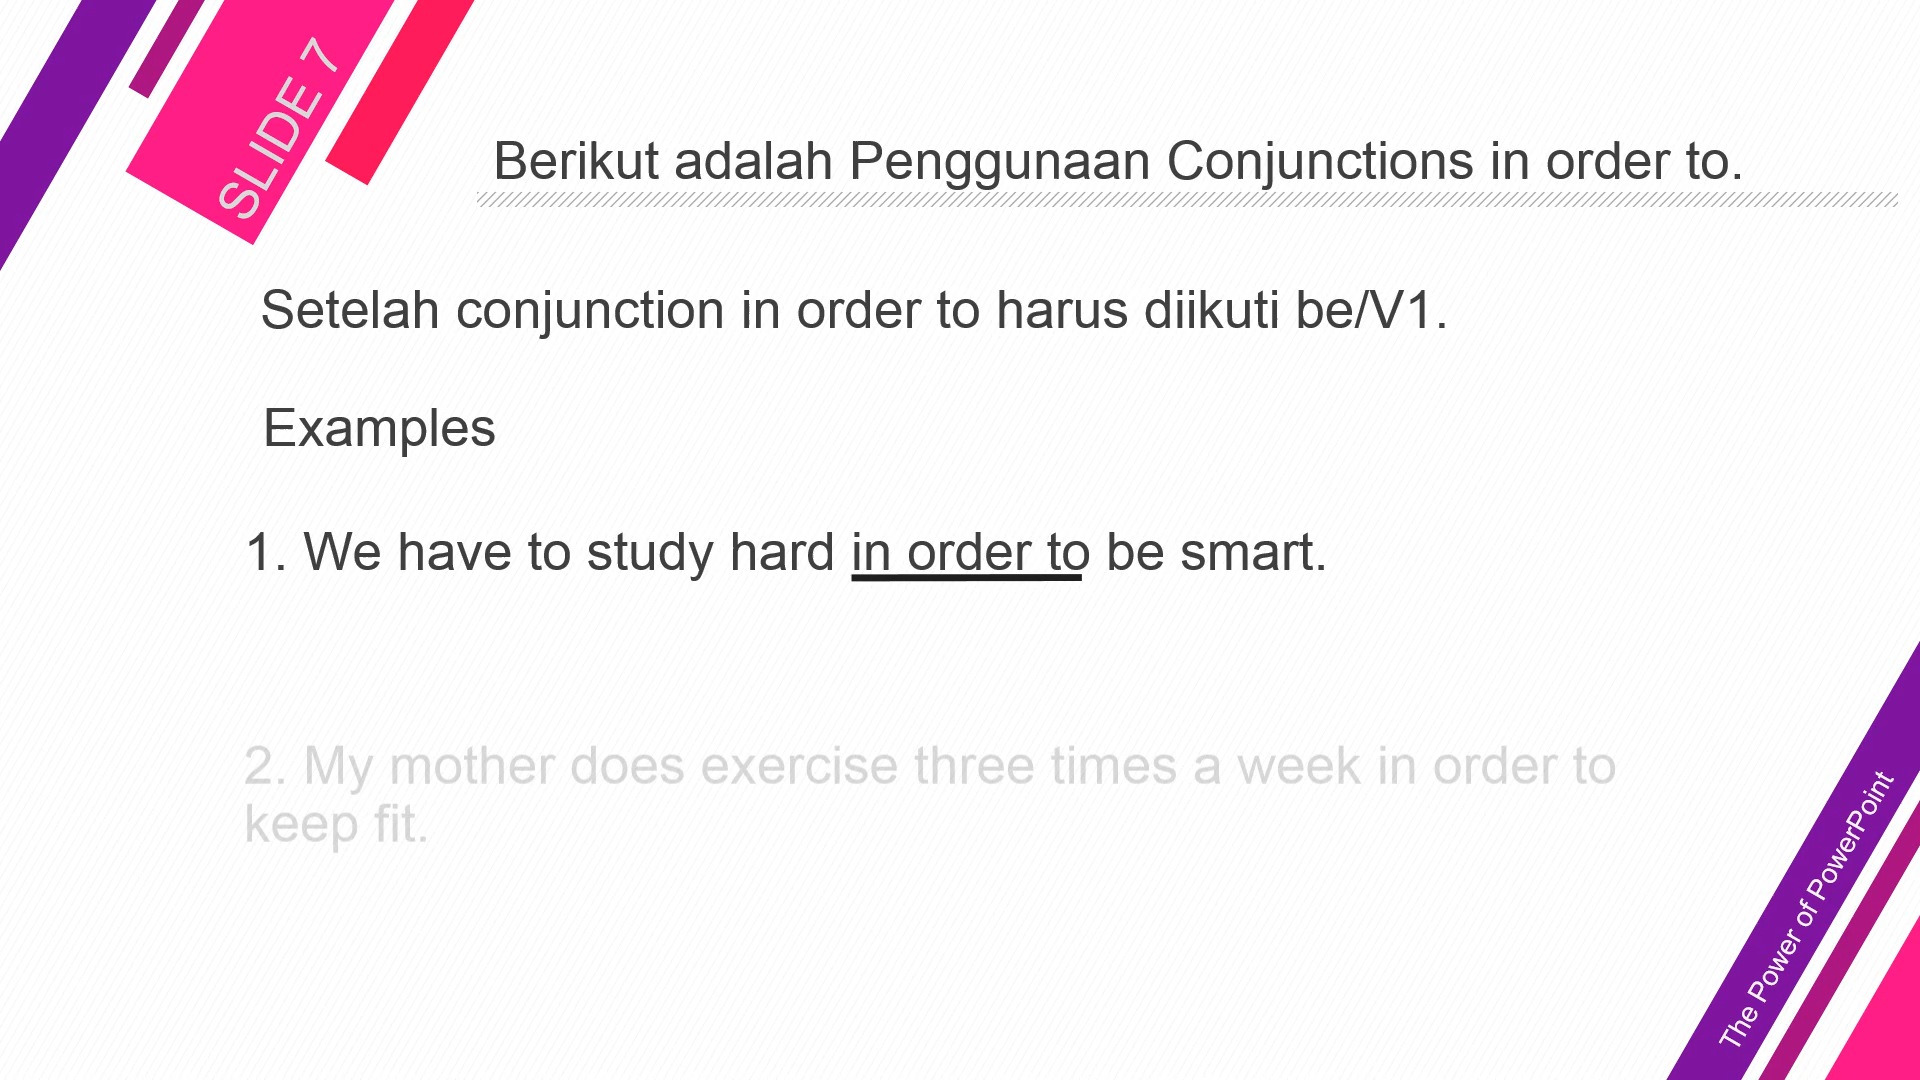 SLIDE 7
Berikut adalah Penggunaan Conjunctions in order to.
Setelah conjunction in order to harus diikuti be/V1.
Examples
1. We have to study hard in order to be smart.
2. My mother does exercise three times a week in order to
keep fit.
The Power of PowerPoint